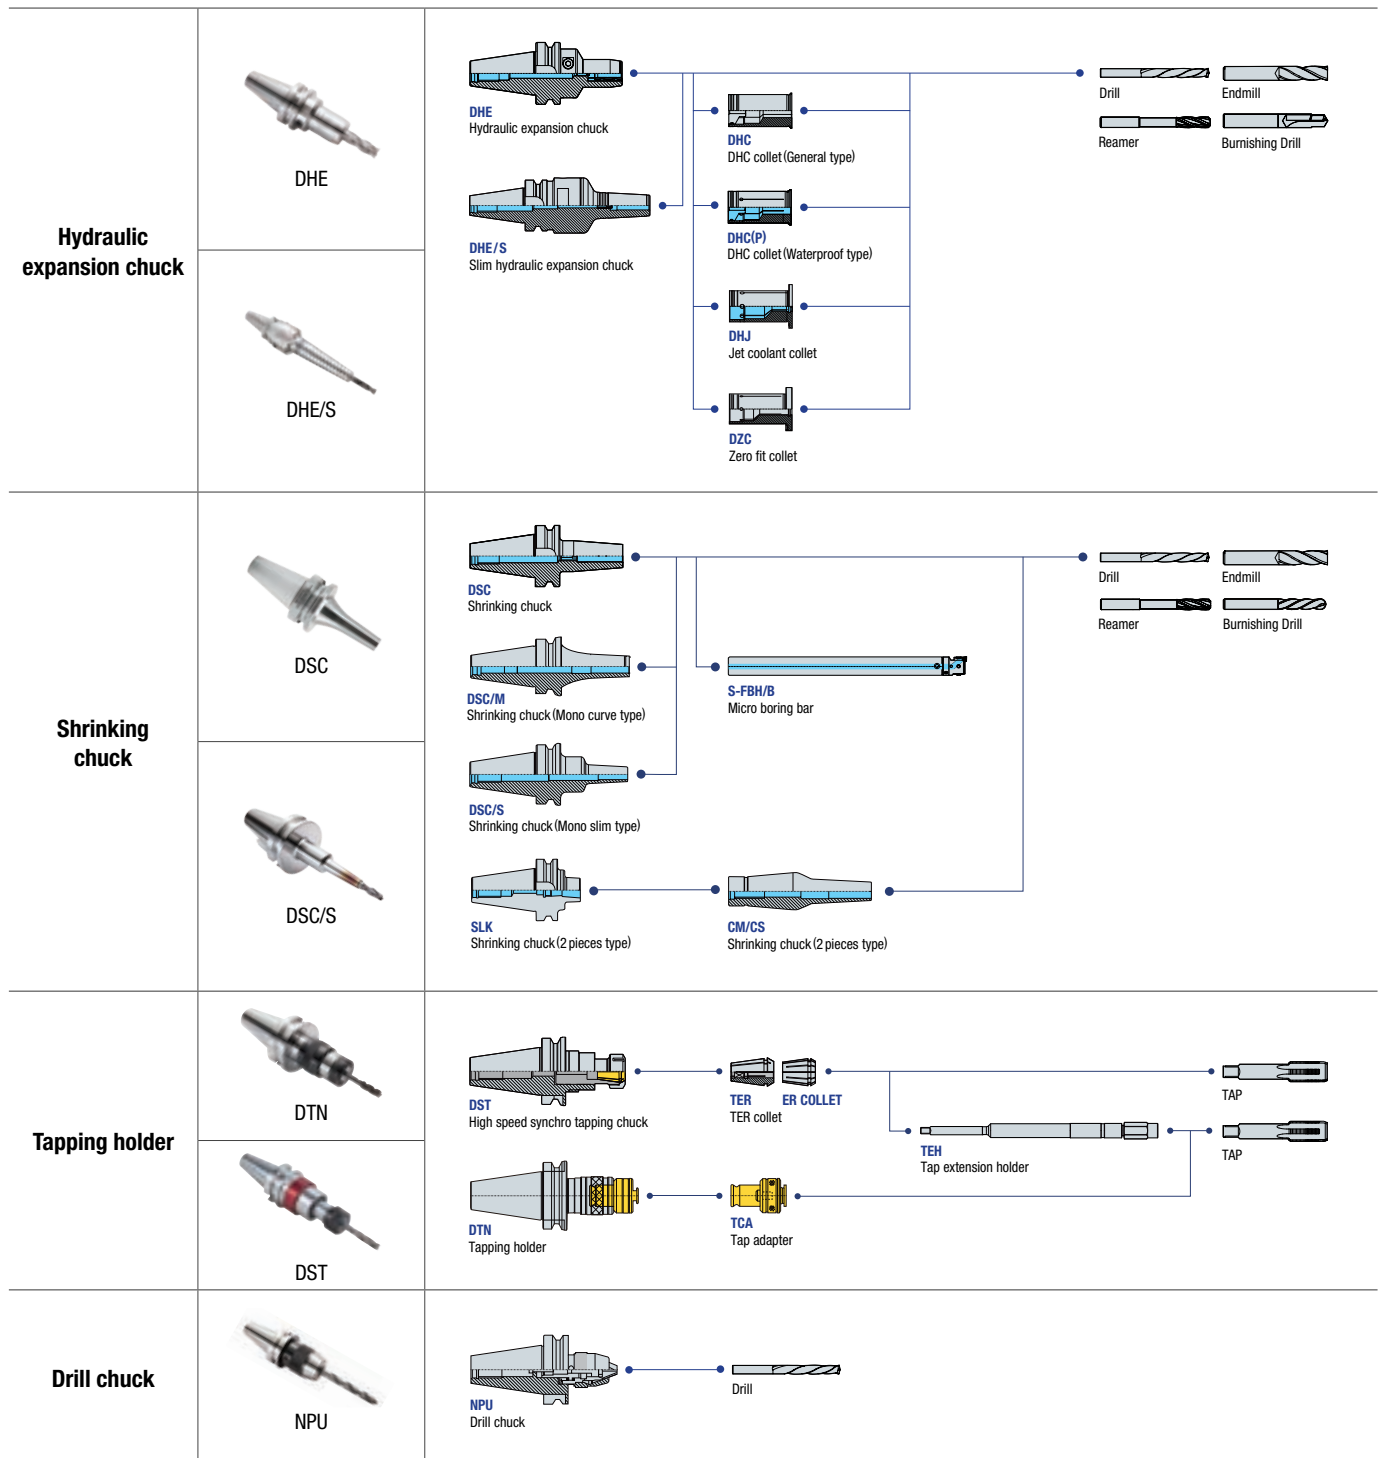 Hydraulic
expansion chuck
DHE
DHE/S
DHE
Hydraulic expansion chuck
DHE/S
Slim hydraulic expansion chuck
DHC
DHC collet (General type)
DHC(P)
DHC collet (Waterproof type)
DHJ
Jet coolant collet
DZC
Zero fit collet
Drill
Endmill
Reamer
Burnishing Drill
Shrinking
chuck
DSC
DSC/S
DSC
Shrinking chuck
DSC/M
Shrinking chuck (Mono curve type)
DSC/S
Shrinking chuck (Mono slim type)
SLK
Shrinking chuck (2 pieces type)
S-FBH/B
Micro boring bar
CM/CS
Shrinking chuck (2 pieces type)
Drill
Endmill
Reamer
Burnishing Drill
Tapping holder
DTN
DST
DST
High speed synchro tapping chuck
TER
TER collet
ER COLLET
TAP
TEH
Tap extension holder
TAP
DTN
Tapping holder
TCA
Tap adapter
Drill chuck
NPU
NPU
Drill chuck
Drill